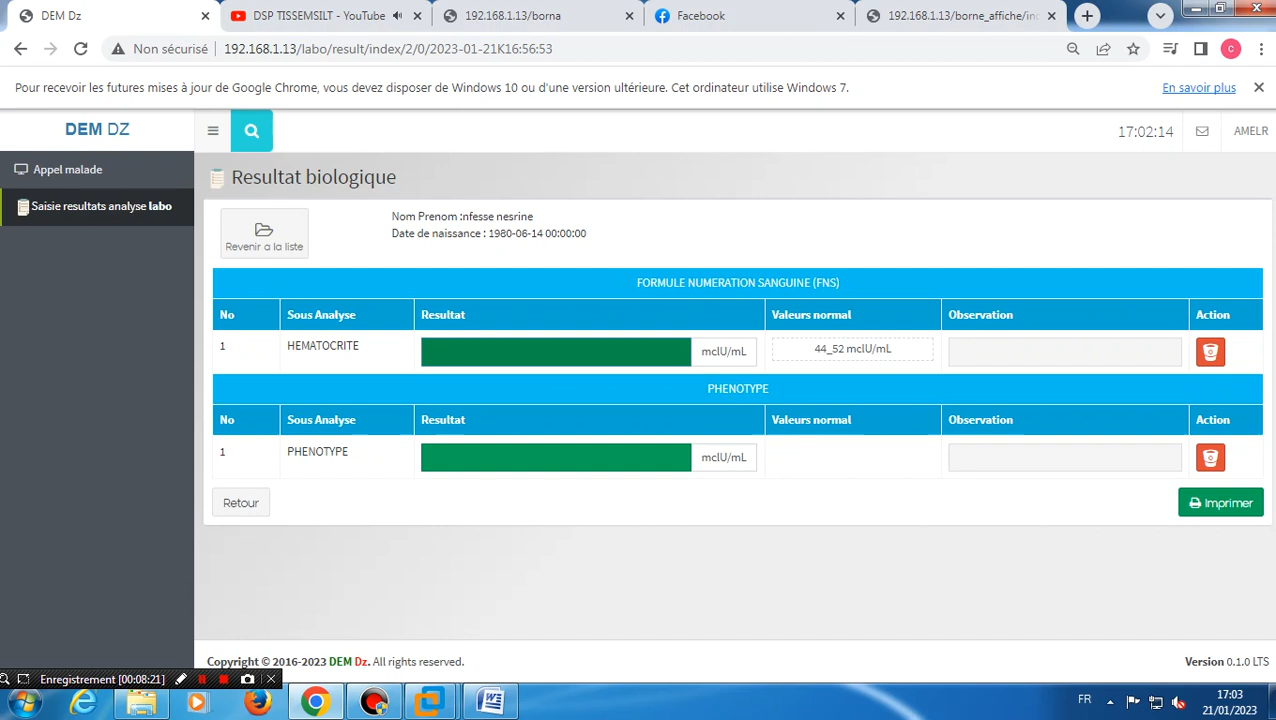 DEM Dz
DSP TISSEMSILT - YouTube
192.168.1.13/borna
Facebook
192.168.1.13/borne_affiche/in
Non sécurisé
192.168.1.13/labo/result/index/2/0/2023-01-21K16:56:53
C
Pour recevoir les futures mises à jour de Google Chrome, vous devez disposer de Windows 10 ou d'une version ultérieure. Cet ordinateur utilise Windows 7.
En savoir plus
DEM DZ
17:02:14
AMELR
Appel malade
Saisie resultats analyse labo
Resultat biologique
Revenir a la liste
Nom Prenom :nfesse nesrine
Date de naissance : 1980-06-14 00:00:00
FORMULE NUMERATION SANGUINE (FNS)
No Sous Analyse Resultat Valeurs normal Observation Action
1 HEMATOCRITE mclU/mL 44_52 mclU/mL
PHENOTYPE
No Sous Analyse Resultat Valeurs normal Observation Action
1 PHENOTYPE mclU/mL
Retour
Imprimer
Copyright © 2016-2023 DEM Dz. All rights reserved.
Version 0.1.0 LTS
Enregistrement [00:08:21]
FR
17:03
21/01/2023